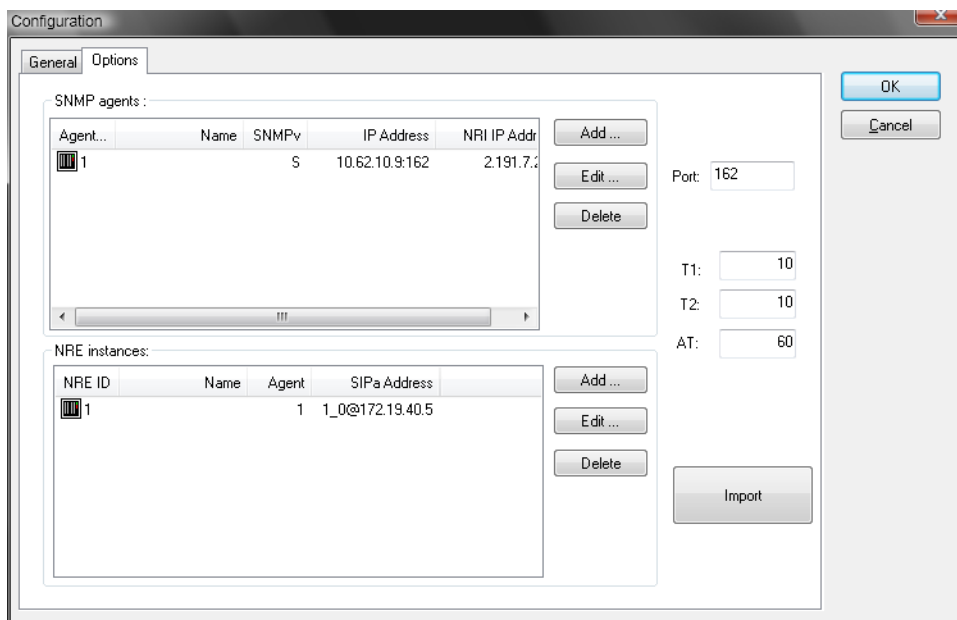 Configuration
General Options
OK
Cancel
SNMP agents :
Agent... Name SNMPv IP Address NRI IP Addr
1 S 10.62.10.9:162 2.191.7.2
Add ...
Edit ...
Delete
Port: 162
T1: 10
T2: 10
AT: 60
NRE instances:
NRE ID Name Agent SIPa Address
1 1 1_0@172.19.40.5
Add ...
Edit ...
Delete
Import